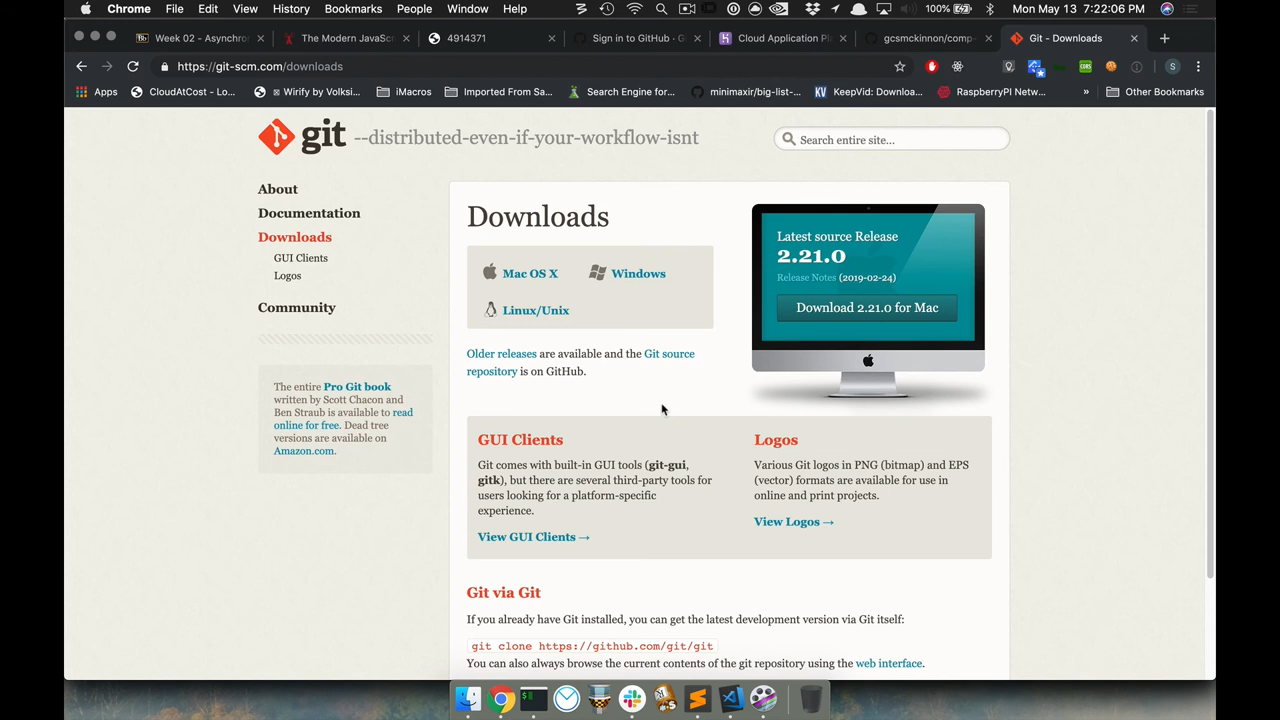 Chrome File Edit View History Bookmarks People Window Help 100% Mon May 13 7:22:06 PM
Week 02 - Asynchro
The Modern JavaSc
4914371
Sign in to GitHub · G
Cloud Application Pl
gcsmckinnon/comp-
Git - Downloads
https://git-scm.com/downloads
S
Apps CloudAtCost - Lo... Wirify by Volksi... iMacros Imported From Sa... Search Engine for... minimaxir/big-list-... KeepVid: Downloa... RaspberryPI Netw... » Other Bookmarks
git --distributed-even-if-your-workflow-isnt
Search entire site...
About
Documentation
Downloads
GUI Clients
Logos
Community
The entire Pro Git book
written by Scott Chacon and
Ben Straub is available to read
online for free. Dead tree
versions are available on
Amazon.com.
Downloads
Mac OS X
Windows
Linux/Unix
Older releases are available and the Git source
repository is on GitHub.
Latest source Release
2.21.0
Release Notes (2019-02-24)
Download 2.21.0 for Mac
GUI Clients
Git comes with built-in GUI tools (git-gui,
gitk), but there are several third-party tools for
users looking for a platform-specific
experience.
View GUI Clients →
Logos
Various Git logos in PNG (bitmap) and EPS
(vector) formats are available for use in
online and print projects.
View Logos →
Git via Git
If you already have Git installed, you can get the latest development version via Git itself:
git clone https://github.com/git/git
You can also always browse the current contents of the git repository using the web interface.